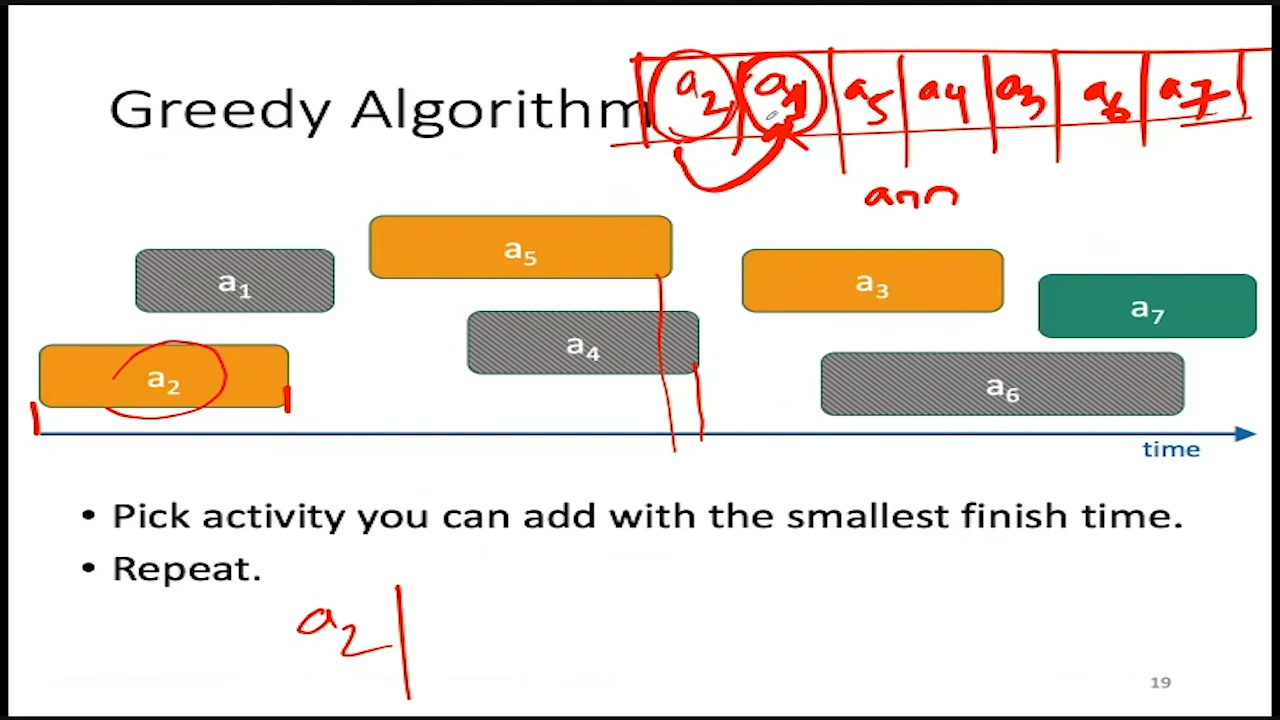 a2 a1 a5 a4 a3 a6 a7
Greedy Algorithm
a5
a1
a3
a7
a4
a2
a6
time
• Pick activity you can add with the smallest finish time.
• Repeat.
a2
19